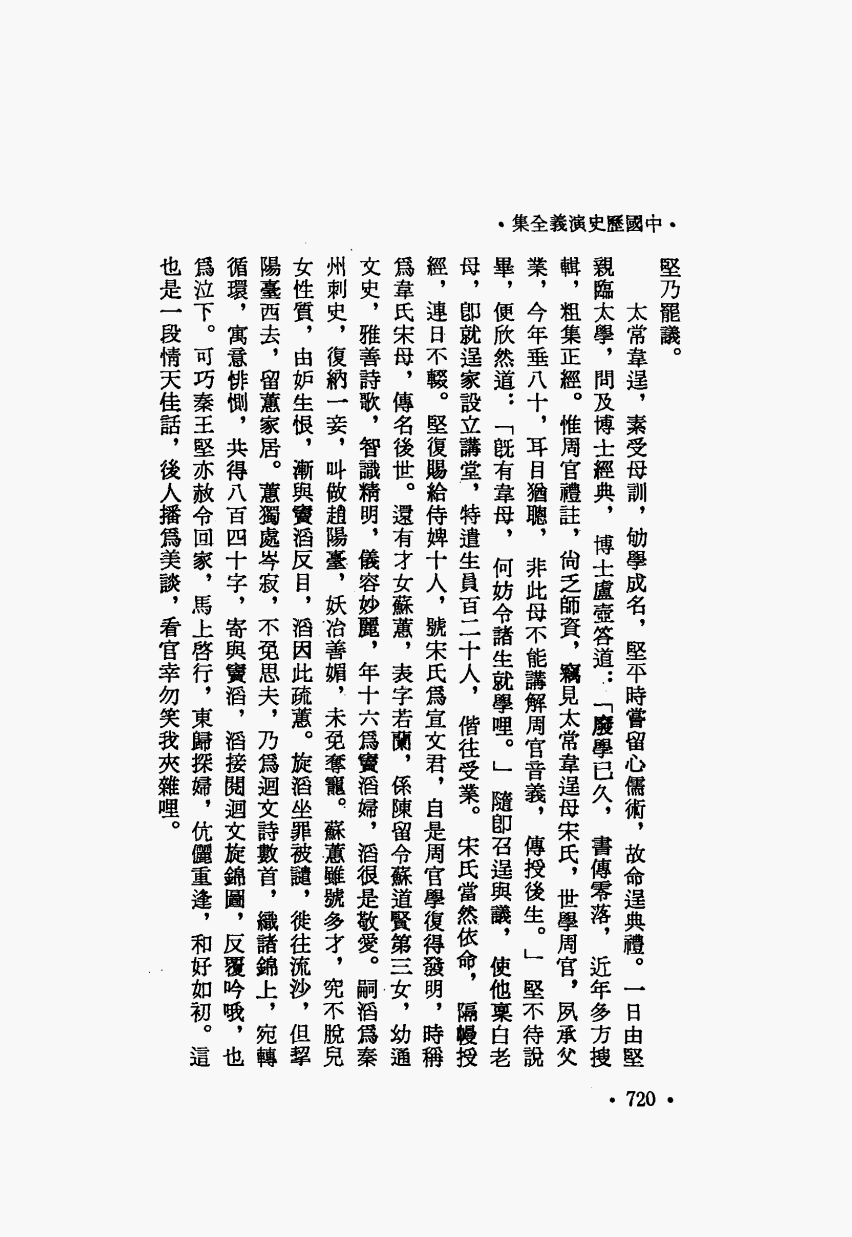 •中國歷史演義全集•
堅乃罷議。
太常韋逞，素受母訓，劬學成名，堅平時嘗留心儒術，故命逞典禮。一日由堅
親臨太學，問及博士經典，博士盧壺答道：「廢學已久，書傳零落，近年多方搜
輯，粗集正經。惟周官禮註，尙乏師資，竊見太常韋逞母宋氏，世學周官，夙承父
業，今年垂八十，耳目猶聰，非此母不能講解周官音義，傳授後生。」堅不待說
畢，便欣然道：「旣有韋母，何妨令諸生就學哩。」隨卽召逞與議，使他稟白老
母，卽就逞家設立講堂，特遣生員百二十人，偕往受業。宋氏當然依命，隔幔授
經，連日不輟。堅復賜給侍婢十人，號宋氏爲宣文君，自是周官學復得發明，時稱
爲韋氏宋母，傳名後世。還有才女蘇蕙，表字若蘭，係陳留令蘇道賢第三女，幼通
文史，雅善詩歌，智識精明，儀容妙麗，年十六爲竇滔婦，滔很是敬愛。嗣滔爲秦
州刺史，復納一妾，叫做趙陽臺，妖冶善媚，未免奪寵。蘇蕙雖號多才，究不脫兒
女性質，由妒生恨，漸與竇滔反目，滔因此疏蕙。旋滔坐罪被譴，徙往流沙，但挈
陽臺西去，留蕙家居。蕙獨處岑寂，不免思夫，乃爲迴文詩數首，織諸錦上，宛轉
循環，寓意悱惻，共得八百四十字，寄與竇滔，滔接閱迴文旋錦圖，反覆吟哦，也
爲泣下。可巧秦王堅亦赦令回家，馬上啓行，東歸探婦，伉儷重逢，和好如初。這
也是一段情天佳話，後人播爲美談，看官幸勿笑我夾雜哩。
•720•